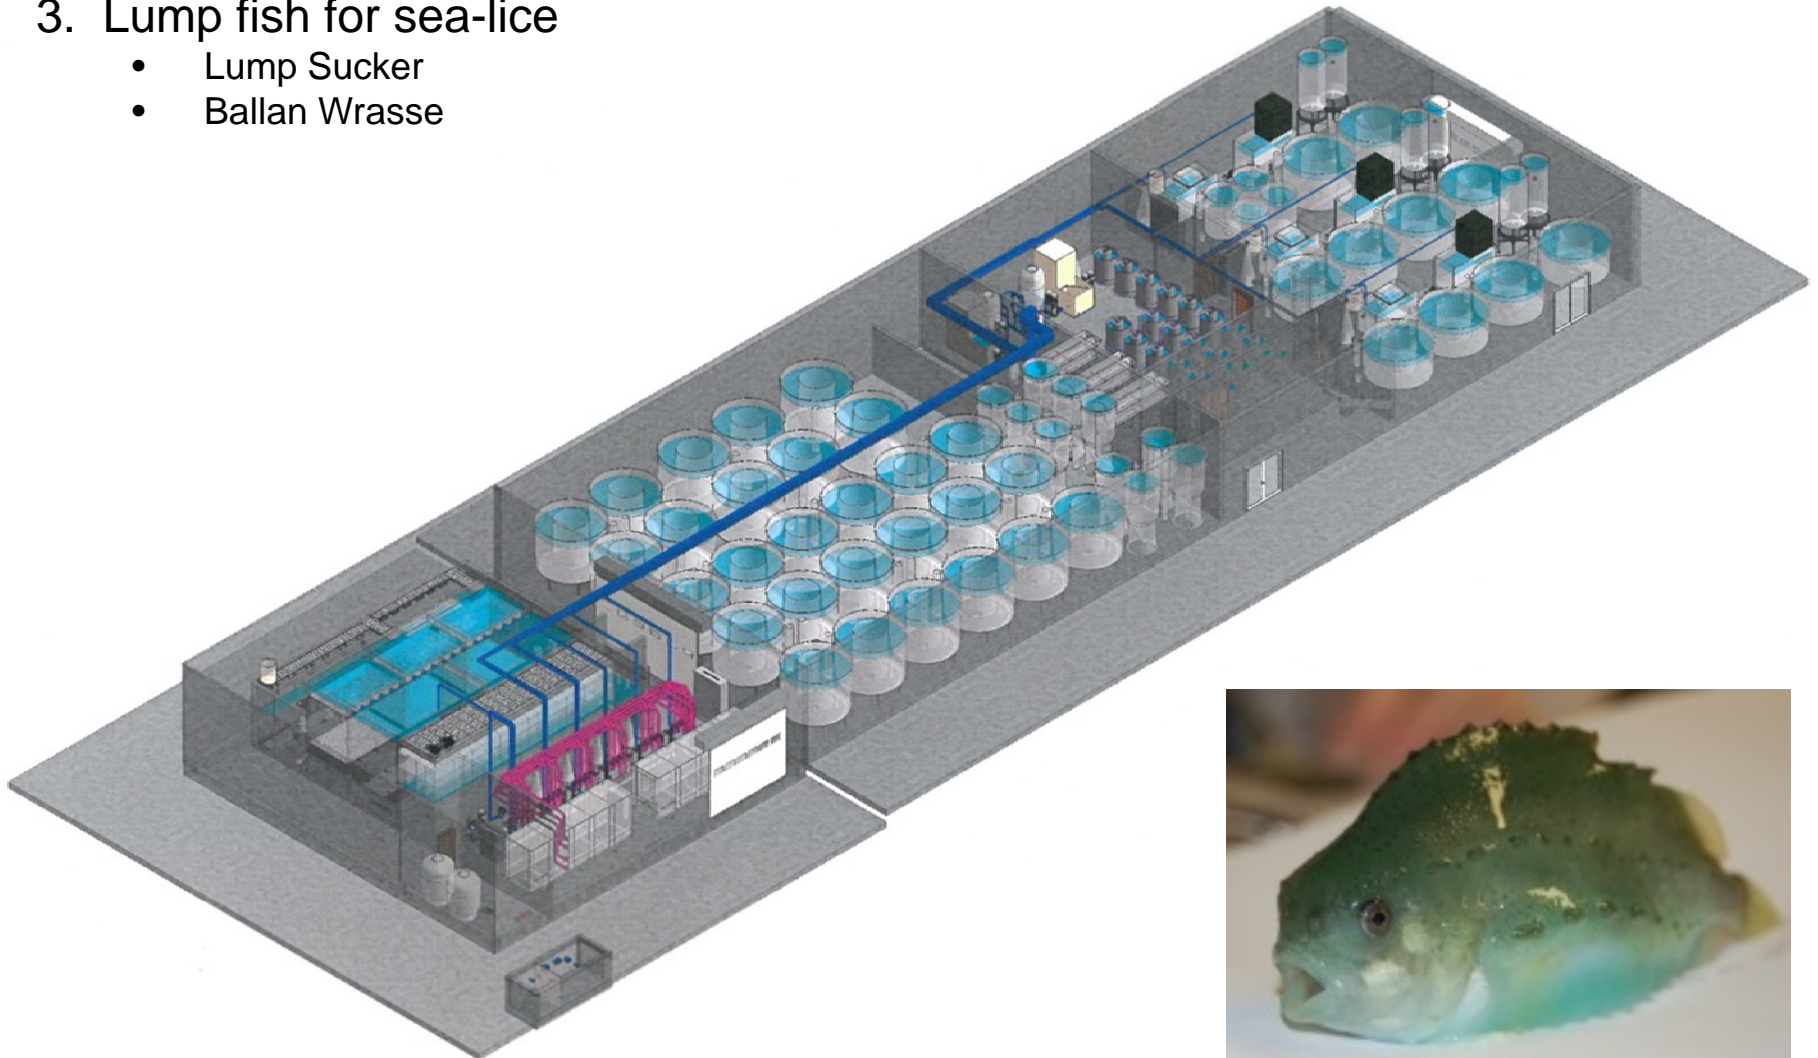 3. Lump fish for sea-lice
• Lump Sucker
• Ballan Wrasse